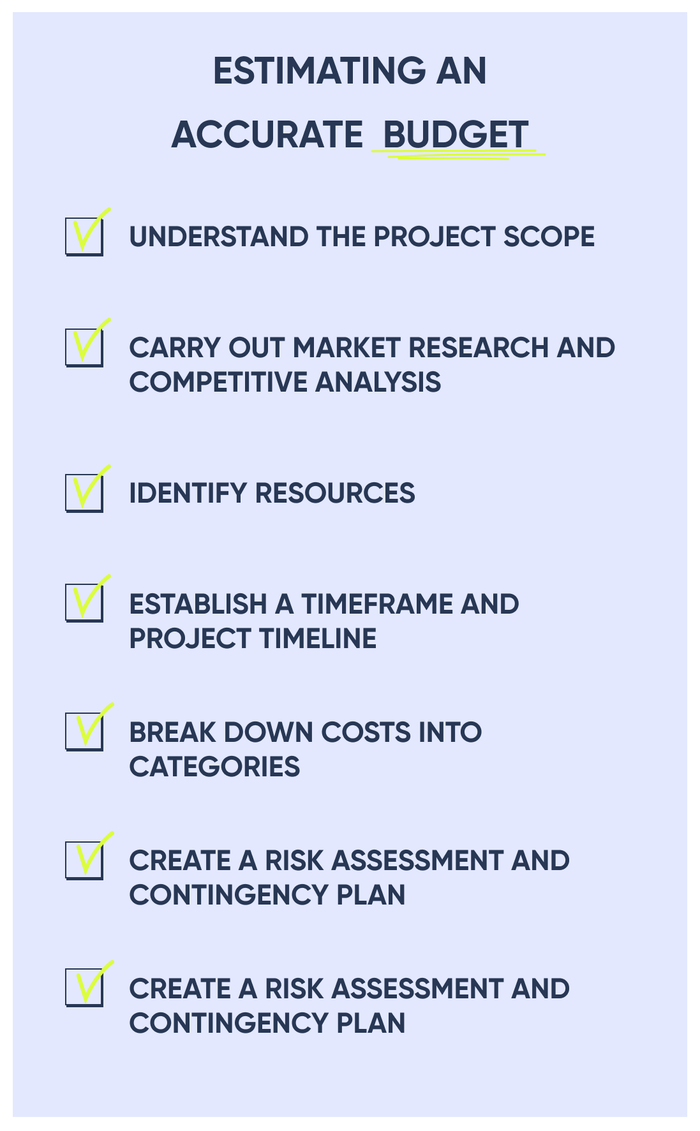 ESTIMATING AN
ACCURATE BUDGET
UNDERSTAND THE PROJECT SCOPE
CARRY OUT MARKET RESEARCH AND
COMPETITIVE ANALYSIS
IDENTIFY RESOURCES
ESTABLISH A TIMEFRAME AND
PROJECT TIMELINE
BREAK DOWN COSTS INTO
CATEGORIES
CREATE A RISK ASSESSMENT AND
CONTINGENCY PLAN
CREATE A RISK ASSESSMENT AND
CONTINGENCY PLAN